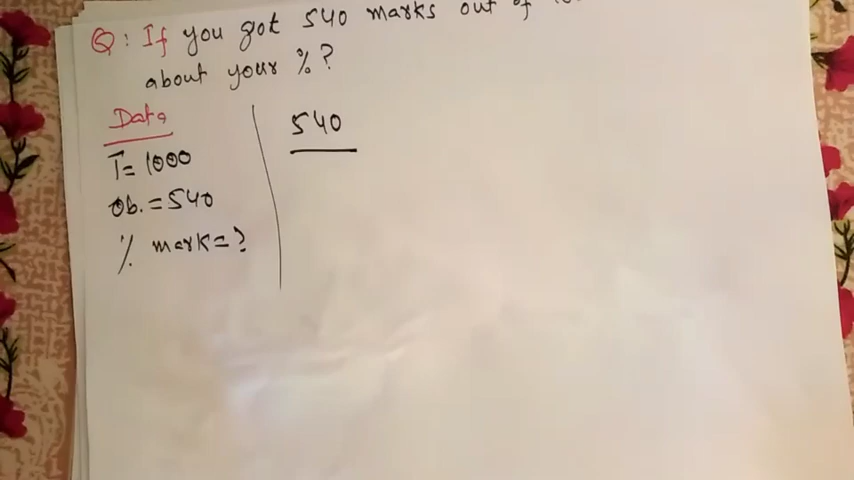 Q: If you got 540 marks out of
about your %?
Data
T= 1000
ob. = 540
% mark=?
540